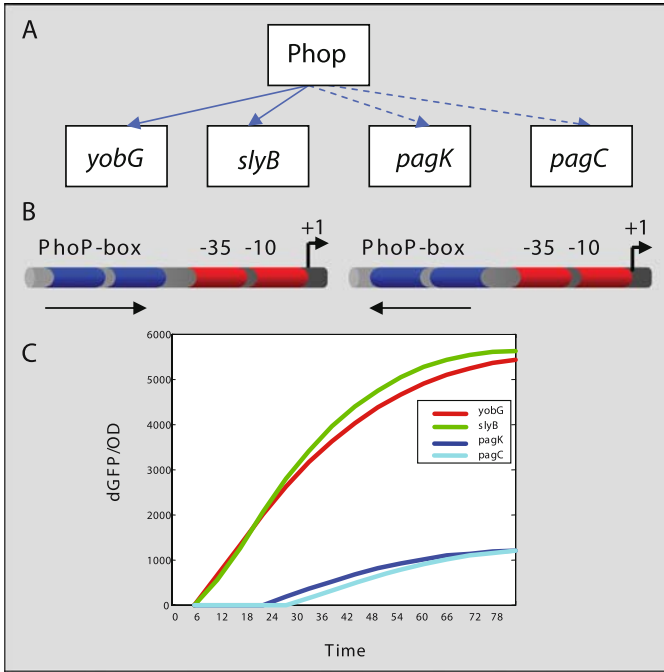 A
Phop
yobG
slyB
pagK
pagC
B
PhoP-box -35 -10 +1
PhoP-box -35 -10 +1
C
6000
5000
4000
3000
2000
1000
0
dGFP/OD
yobG
slyB
pagK
pagC
0 6 12 18 24 30 36 42 48 54 60 66 72 78
Time